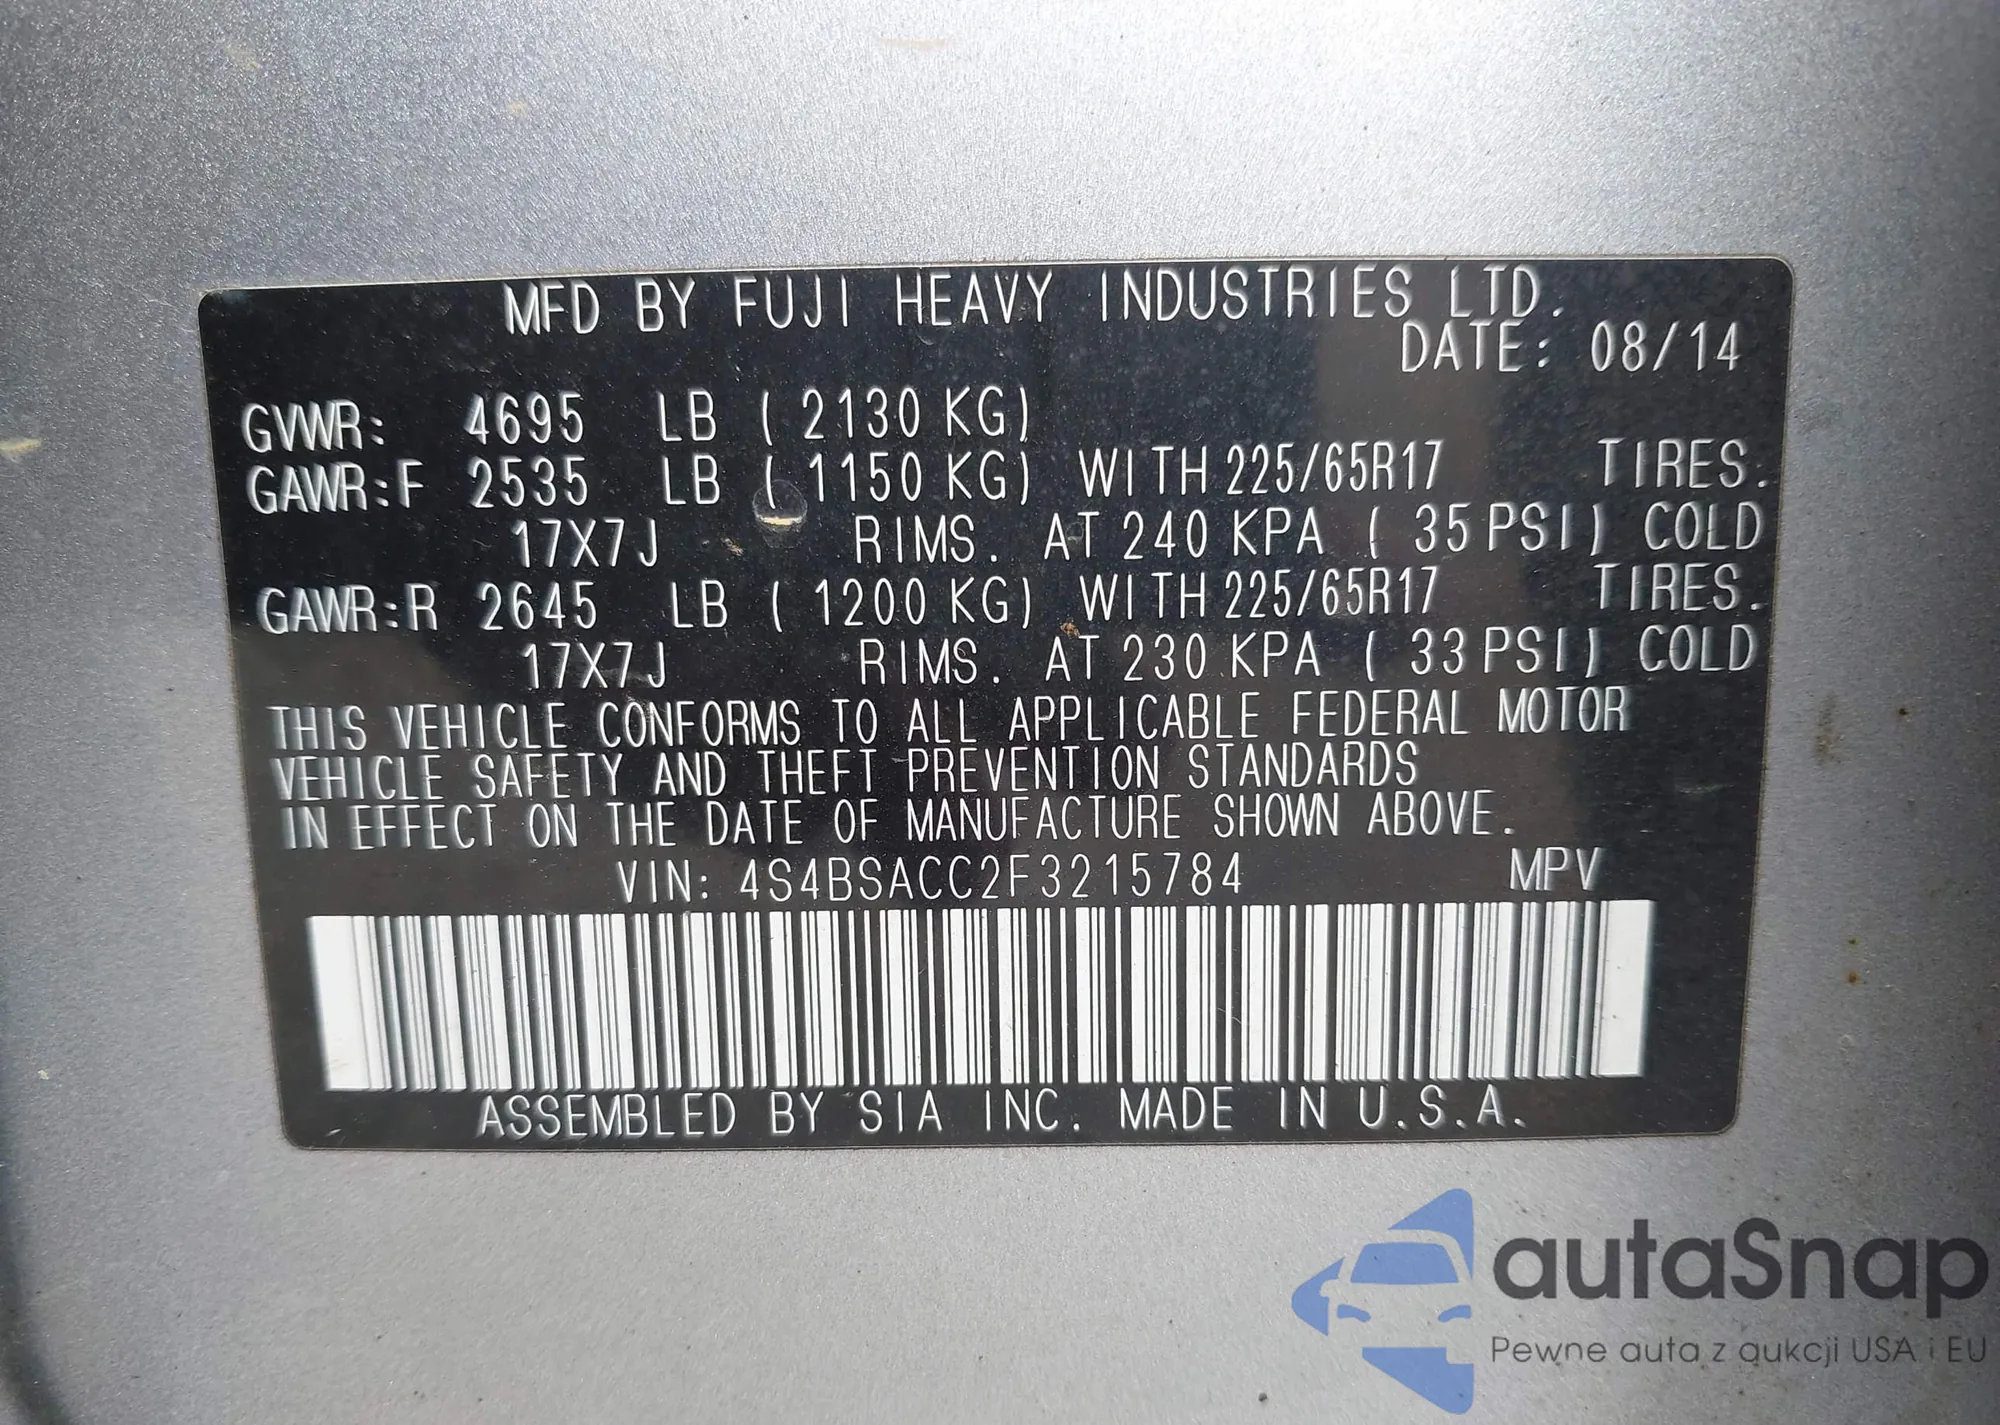 MFD BY FUJI HEAVY INDUSTRIES LTD.
DATE: 08/14
GVWR: 4695 LB ( 2130 KG)
GAWR:F 2535 LB ( 1150 KG) WITH 225/65R17 TIRES.
17X7J RIMS. AT 240 KPA ( 35 PSI) COLD
GAWR:R 2645 LB ( 1200 KG) WITH 225/65R17 TIRES.
17X7J RIMS. AT 230 KPA ( 33 PSI) COLD
THIS VEHICLE CONFORMS TO ALL APPLICABLE FEDERAL MOTOR
VEHICLE SAFETY AND THEFT PREVENTION STANDARDS
IN EFFECT ON THE DATE OF MANUFACTURE SHOWN ABOVE.
VIN: 4S4BSACC2F3215784 MPV
ASSEMBLED BY SIA INC. MADE IN U.S.A.
autaSnap
Pewne auta z aukcji USA i EU